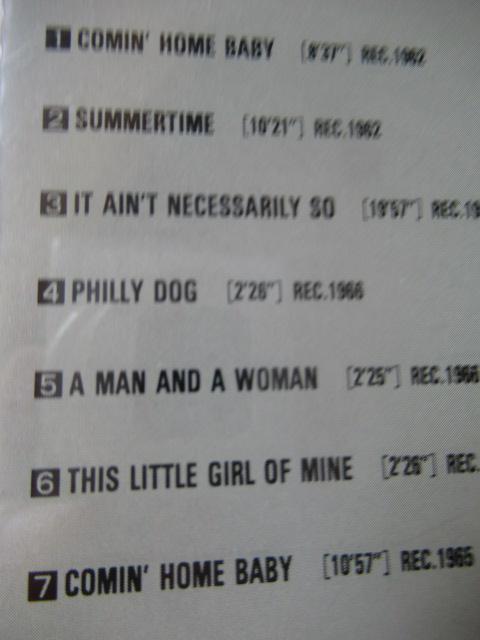 1 COMIN' HOME BABY [8'37"] REC.1962
2 SUMMERTIME [10'21"] REC.1962
3 IT AIN'T NECESSARILY SO [19'57"] REC.19
4 PHILLY DOG [2'26"] REC.1966
5 A MAN AND A WOMAN [2'25"] REC.1966
6 THIS LITTLE GIRL OF MINE [2'26"] REC.
7 COMIN' HOME BABY [10'57"] REC.1965